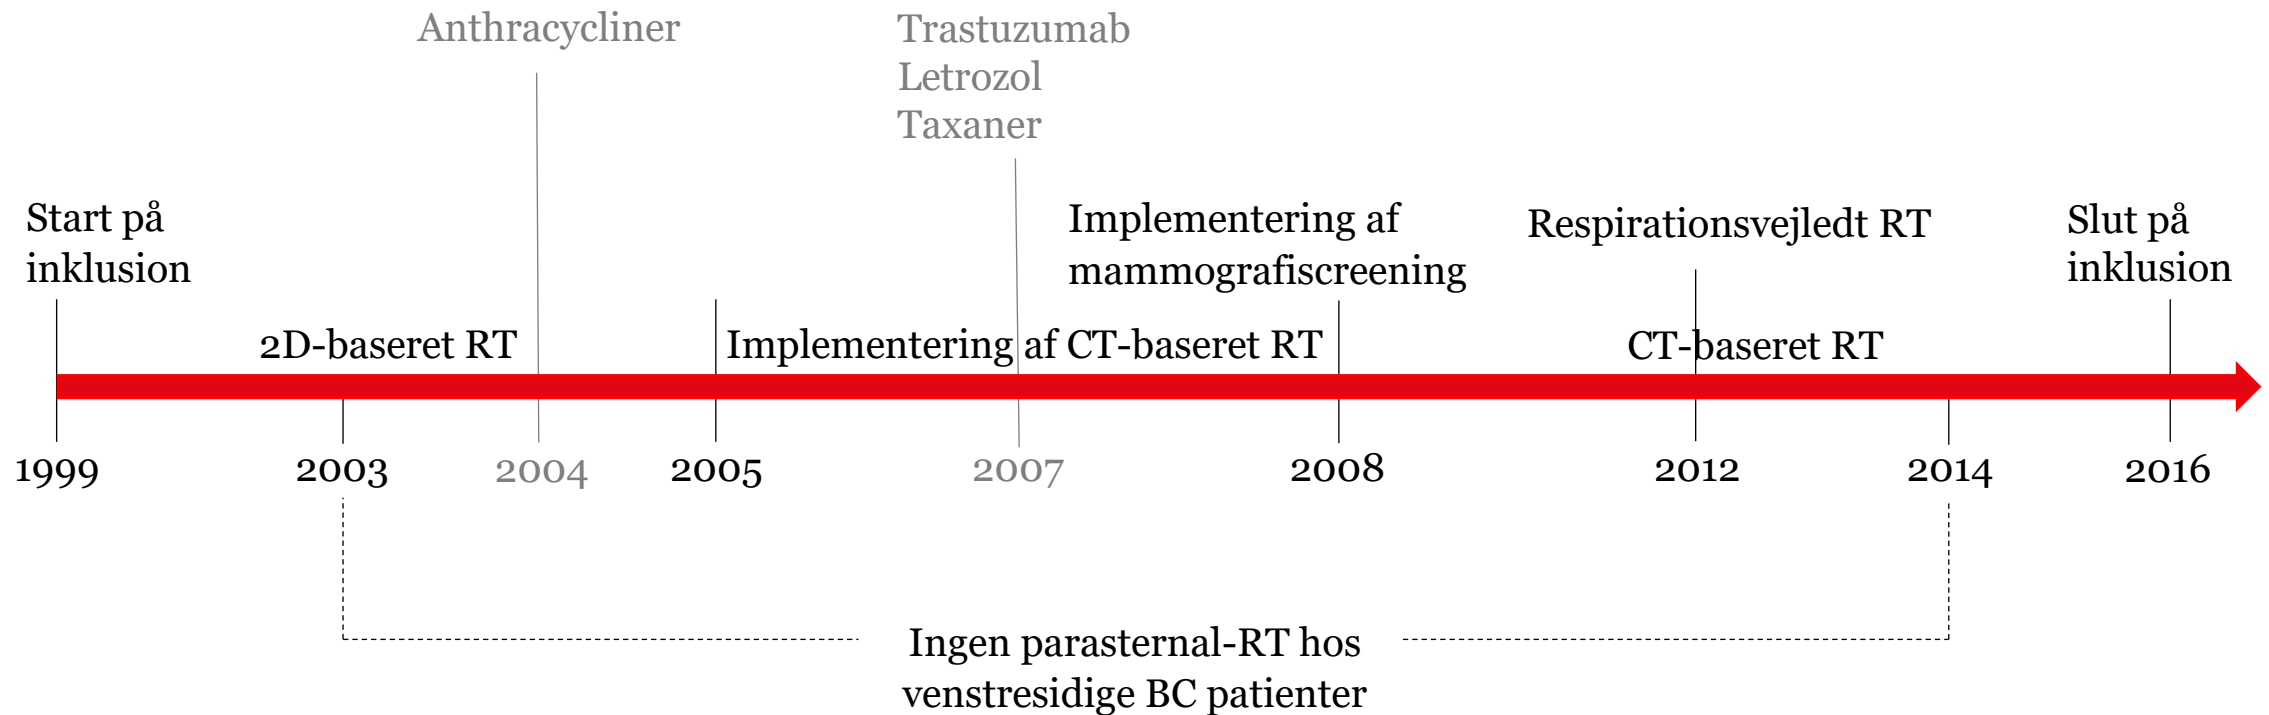 Anthracycliner
Trastuzumab
Letrozol
Taxaner
Start på
inklusion
Implementering af
mammografiscreening
Respirationsvejledt RT
Slut på
inklusion
2D-baseret RT
Implementering af CT-baseret RT
CT-baseret RT
1999
2003
2004
2005
2007
2008
2012
2014
2016
Ingen parasternal-RT hos
venstresidige BC patienter